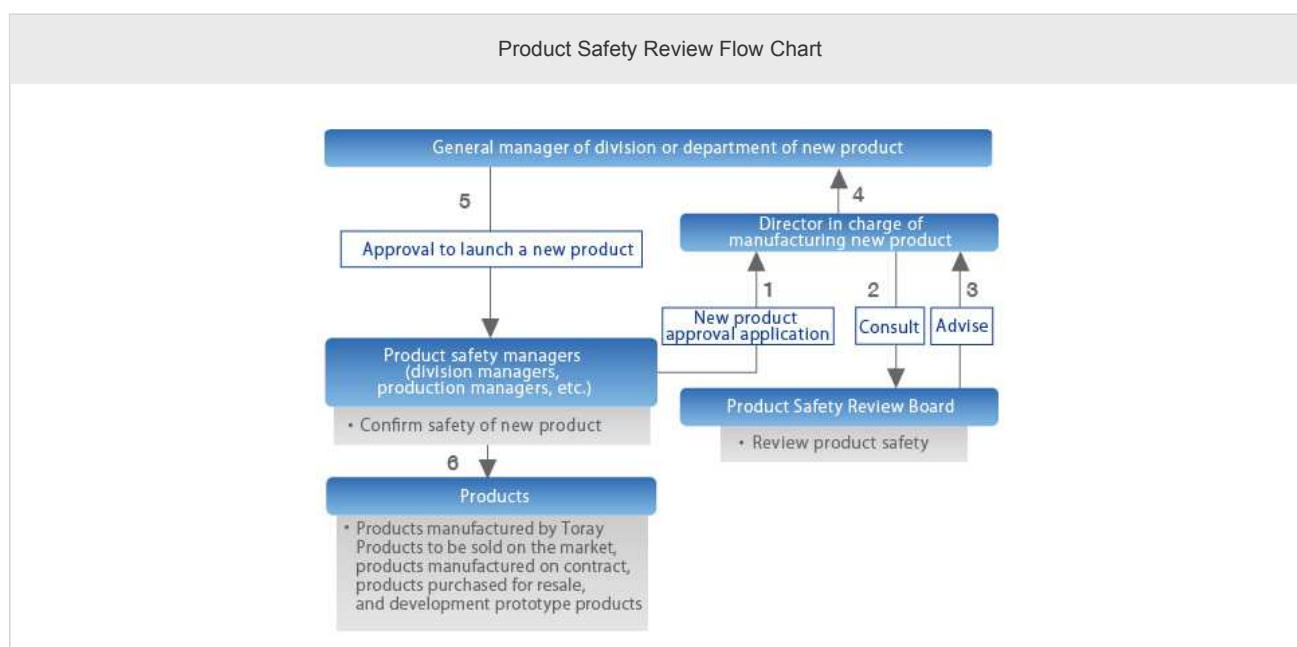 Product Safety Review Flow Chart
General manager of division or department of new product
5
4
Director in charge of
manufacturing new product
Approval to launch a new product
1
2
3
New product
approval application
Consult
Advise
Product safety managers
(division managers,
production managers, etc.)
• Confirm safety of new product
Product Safety Review Board
• Review product safety
6
Products
• Products manufactured by Toray
Products to be sold on the market,
products manufactured on contract,
products purchased for resale,
and development prototype products